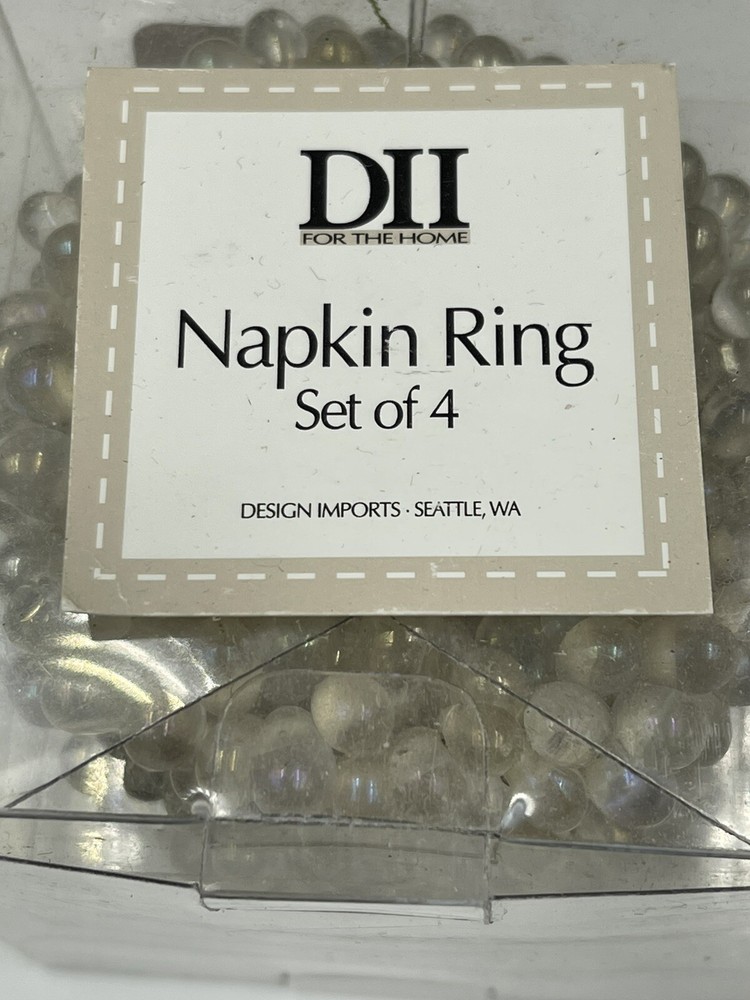 DII
FOR THE HOME
Napkin Ring
Set of 4
DESIGN IMPORTS · SEATTLE, WA